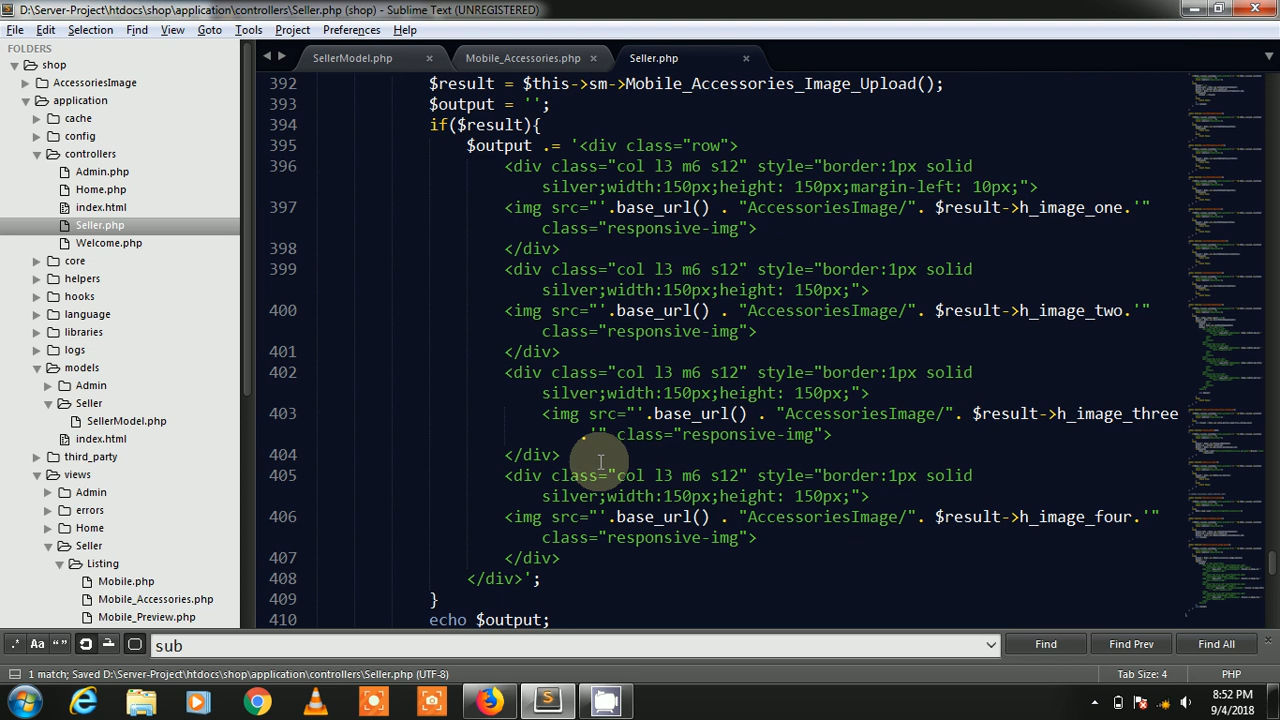 D:\Server-Project\htdocs\shop\application\controllers\Seller.php (shop) - Sublime Text (UNREGISTERED)
File Edit Selection Find View Goto Tools Project Preferences Help
FOLDERS
shop
AccessoriesImage
application
cache
config
controllers
Admin.php
Home.php
index.html
Seller.php
Welcome.php
core
helpers
hooks
language
libraries
logs
models
Admin
Seller
SellerModel.php
index.html
third_party
views
Admin
errors
Home
Seller
Listing
Mobile.php
Mobile_Accessories.php
Mobile_Preview.php
SellerModel.php Mobile_Accessories.php Seller.php
392 $result = $this->sm->Mobile_Accessories_Image_Upload();
393 $output = '';
394 if($result){
395 $output .= '<div class="row">
396 <div class="col l3 m6 s12" style="border:1px solid
silver;width:150px;height: 150px;margin-left: 10px;">
397 <img src="'.base_url() . "AccessoriesImage/". $result->h_image_one.'"
class="responsive-img">
398 </div>
399 <div class="col l3 m6 s12" style="border:1px solid
silver;width:150px;height: 150px;">
400 <img src="'.base_url() . "AccessoriesImage/". $result->h_image_two.'"
class="responsive-img">
401 </div>
402 <div class="col l3 m6 s12" style="border:1px solid
silver;width:150px;height: 150px;">
403 <img src="'.base_url() . "AccessoriesImage/". $result->h_image_three
.'" class="responsive-img">
404 </div>
405 <div class="col l3 m6 s12" style="border:1px solid
silver;width:150px;height: 150px;">
406 <img src="'.base_url() . "AccessoriesImage/". $result->h_image_four.'"
class="responsive-img">
407 </div>
408 </div>';
409 }
410 echo $output;
.* Aa “ ” sub Find Find Prev Find All
1 match; Saved D:\Server-Project\htdocs\shop\application\controllers\Seller.php (UTF-8) Tab Size: 4 PHP
8:52 PM
9/4/2018